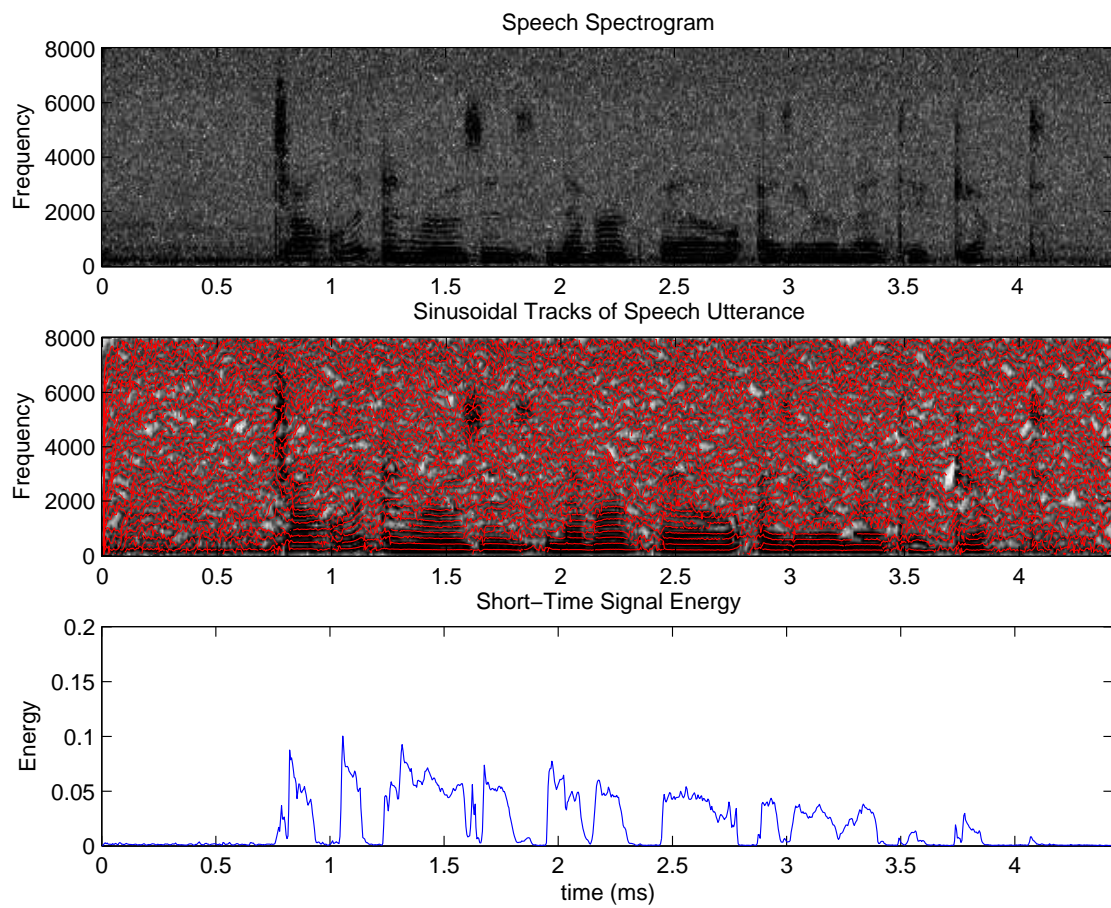 Speech Spectrogram
8000
6000
4000
2000
0
Frequency
0 0.5 1 1.5 2 2.5 3 3.5 4
Sinusoidal Tracks of Speech Utterance
8000
6000
4000
2000
0
Frequency
0 0.5 1 1.5 2 2.5 3 3.5 4
Short−Time Signal Energy
0.2
0.15
0.1
0.05
0
Energy
0 0.5 1 1.5 2 2.5 3 3.5 4
time (ms)